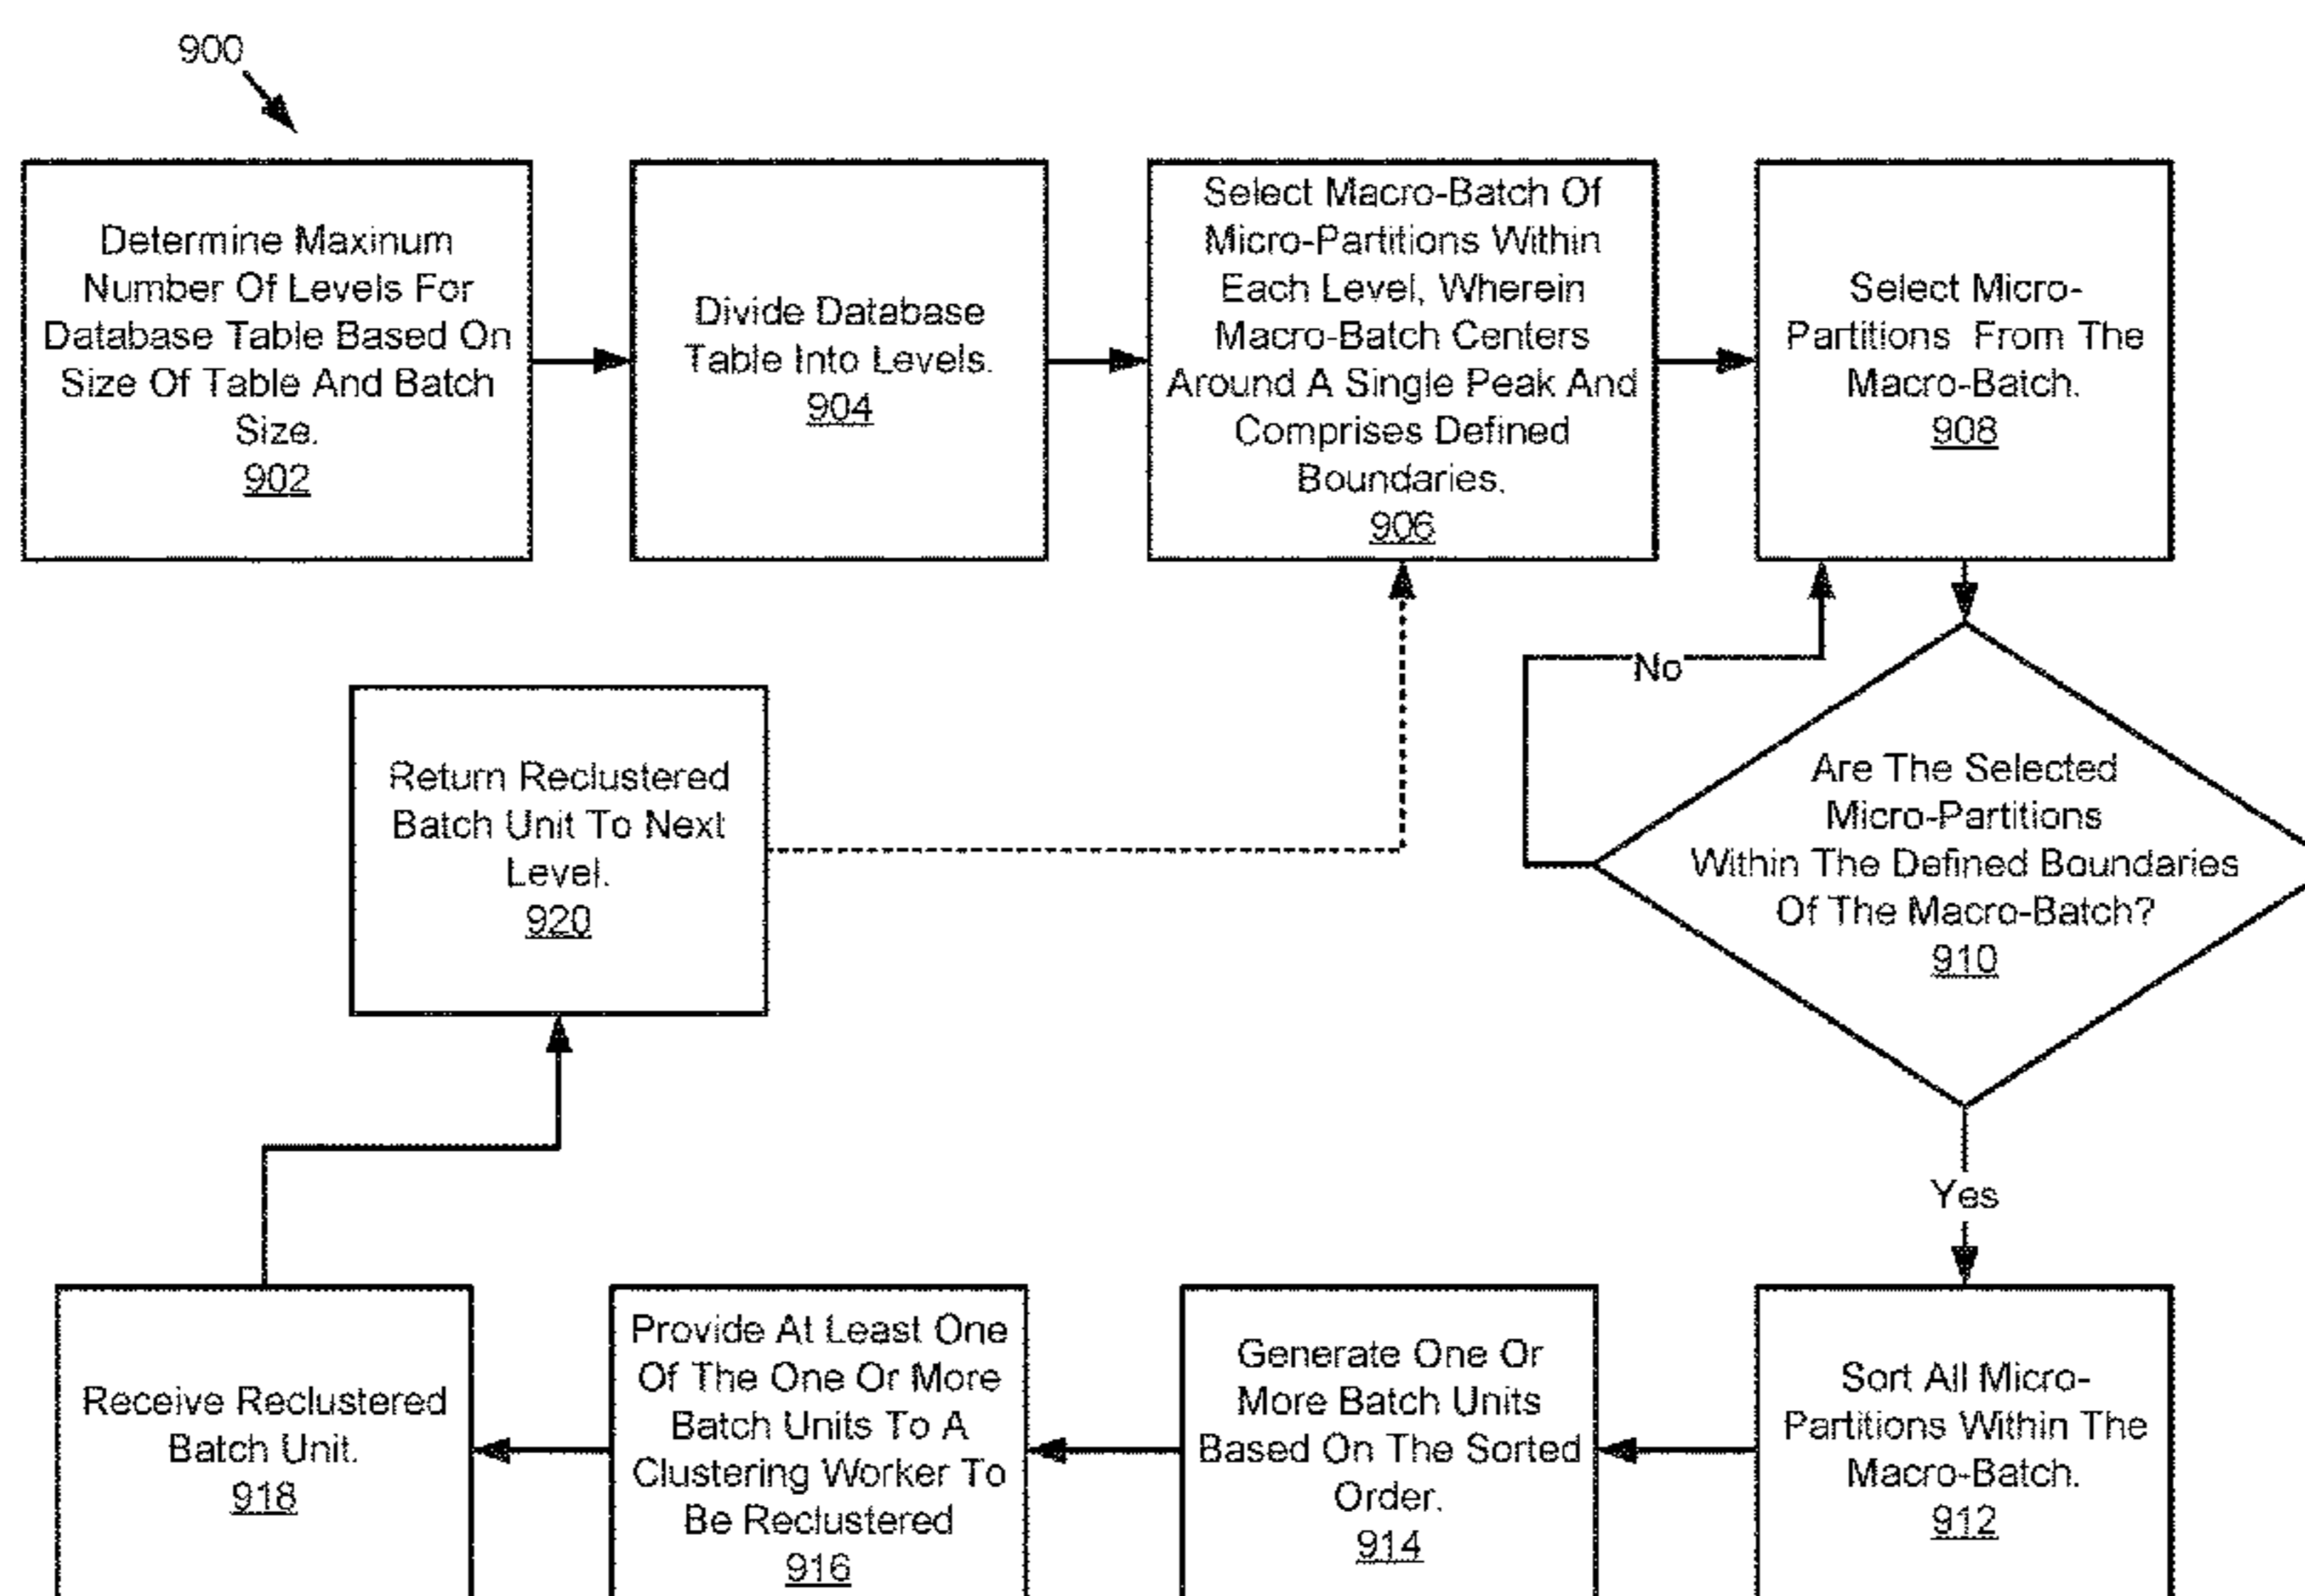 900
Determine Maxinum
Number Of Levels For
Database Table Based On
Size Of Table And Batch
Size.
902
Divide Database
Table Into Levels.
904
Select Macro-Batch Of
Micro-Partitions Within
Each Level, Wherein
Macro-Batch Centers
Around A Single Peak And
Comprises Defined
Boundaries.
906
Select Micro-
Partitions From The
Macro-Batch.
908
No
Are The Selected
Micro-Partitions
Within The Defined Boundaries
Of The Macro-Batch?
910
Yes
Sort All Micro-
Partitions Within The
Macro-Batch.
912
Generate One Or
More Batch Units
Based On The Sorted
Order.
914
Provide At Least One
Of The One Or More
Batch Units To A
Clustering Worker To
Be Reclustered
916
Receive Reclustered
Batch Unit.
918
Return Reclustered
Batch Unit To Next
Level.
920